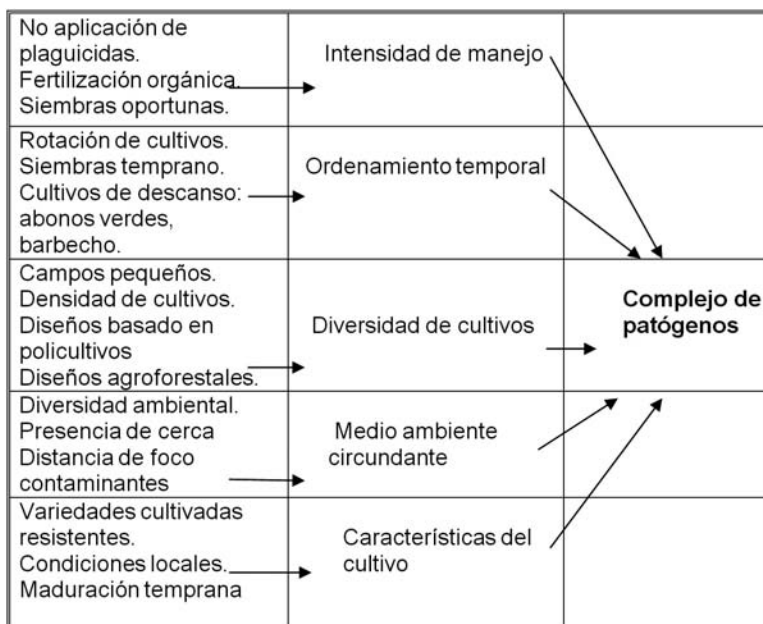 No aplicación de
plaguicidas.
Fertilización orgánica.
Siembras oportunas.
Intensidad de manejo
Rotación de cultivos.
Siembras temprano.
Cultivos de descanso:
abonos verdes,
barbecho.
Ordenamiento temporal
Campos pequeños.
Densidad de cultivos.
Diseños basado en
policultivos
Diseños agroforestales.
Diversidad de cultivos
Complejo de
patógenos
Diversidad ambiental.
Presencia de cerca
Distancia de foco
contaminantes
Medio ambiente
circundante
Variedades cultivadas
resistentes.
Condiciones locales.
Maduración temprana
Características del
cultivo